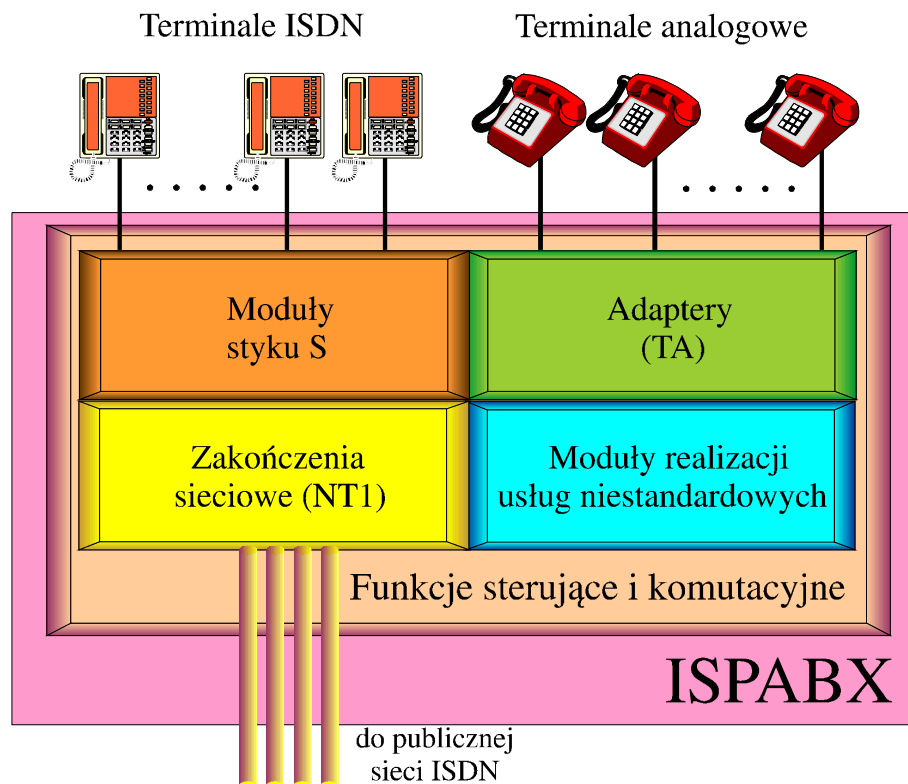 Terminale ISDN
Terminale analogowe
Moduły
styku S
Adaptery
(TA)
Zakończenia
sieciowe (NT1)
Moduły realizacji
usług niestandardowych
Funkcje sterujące i komutacyjne
ISPABX
do publicznej
sieci ISDN